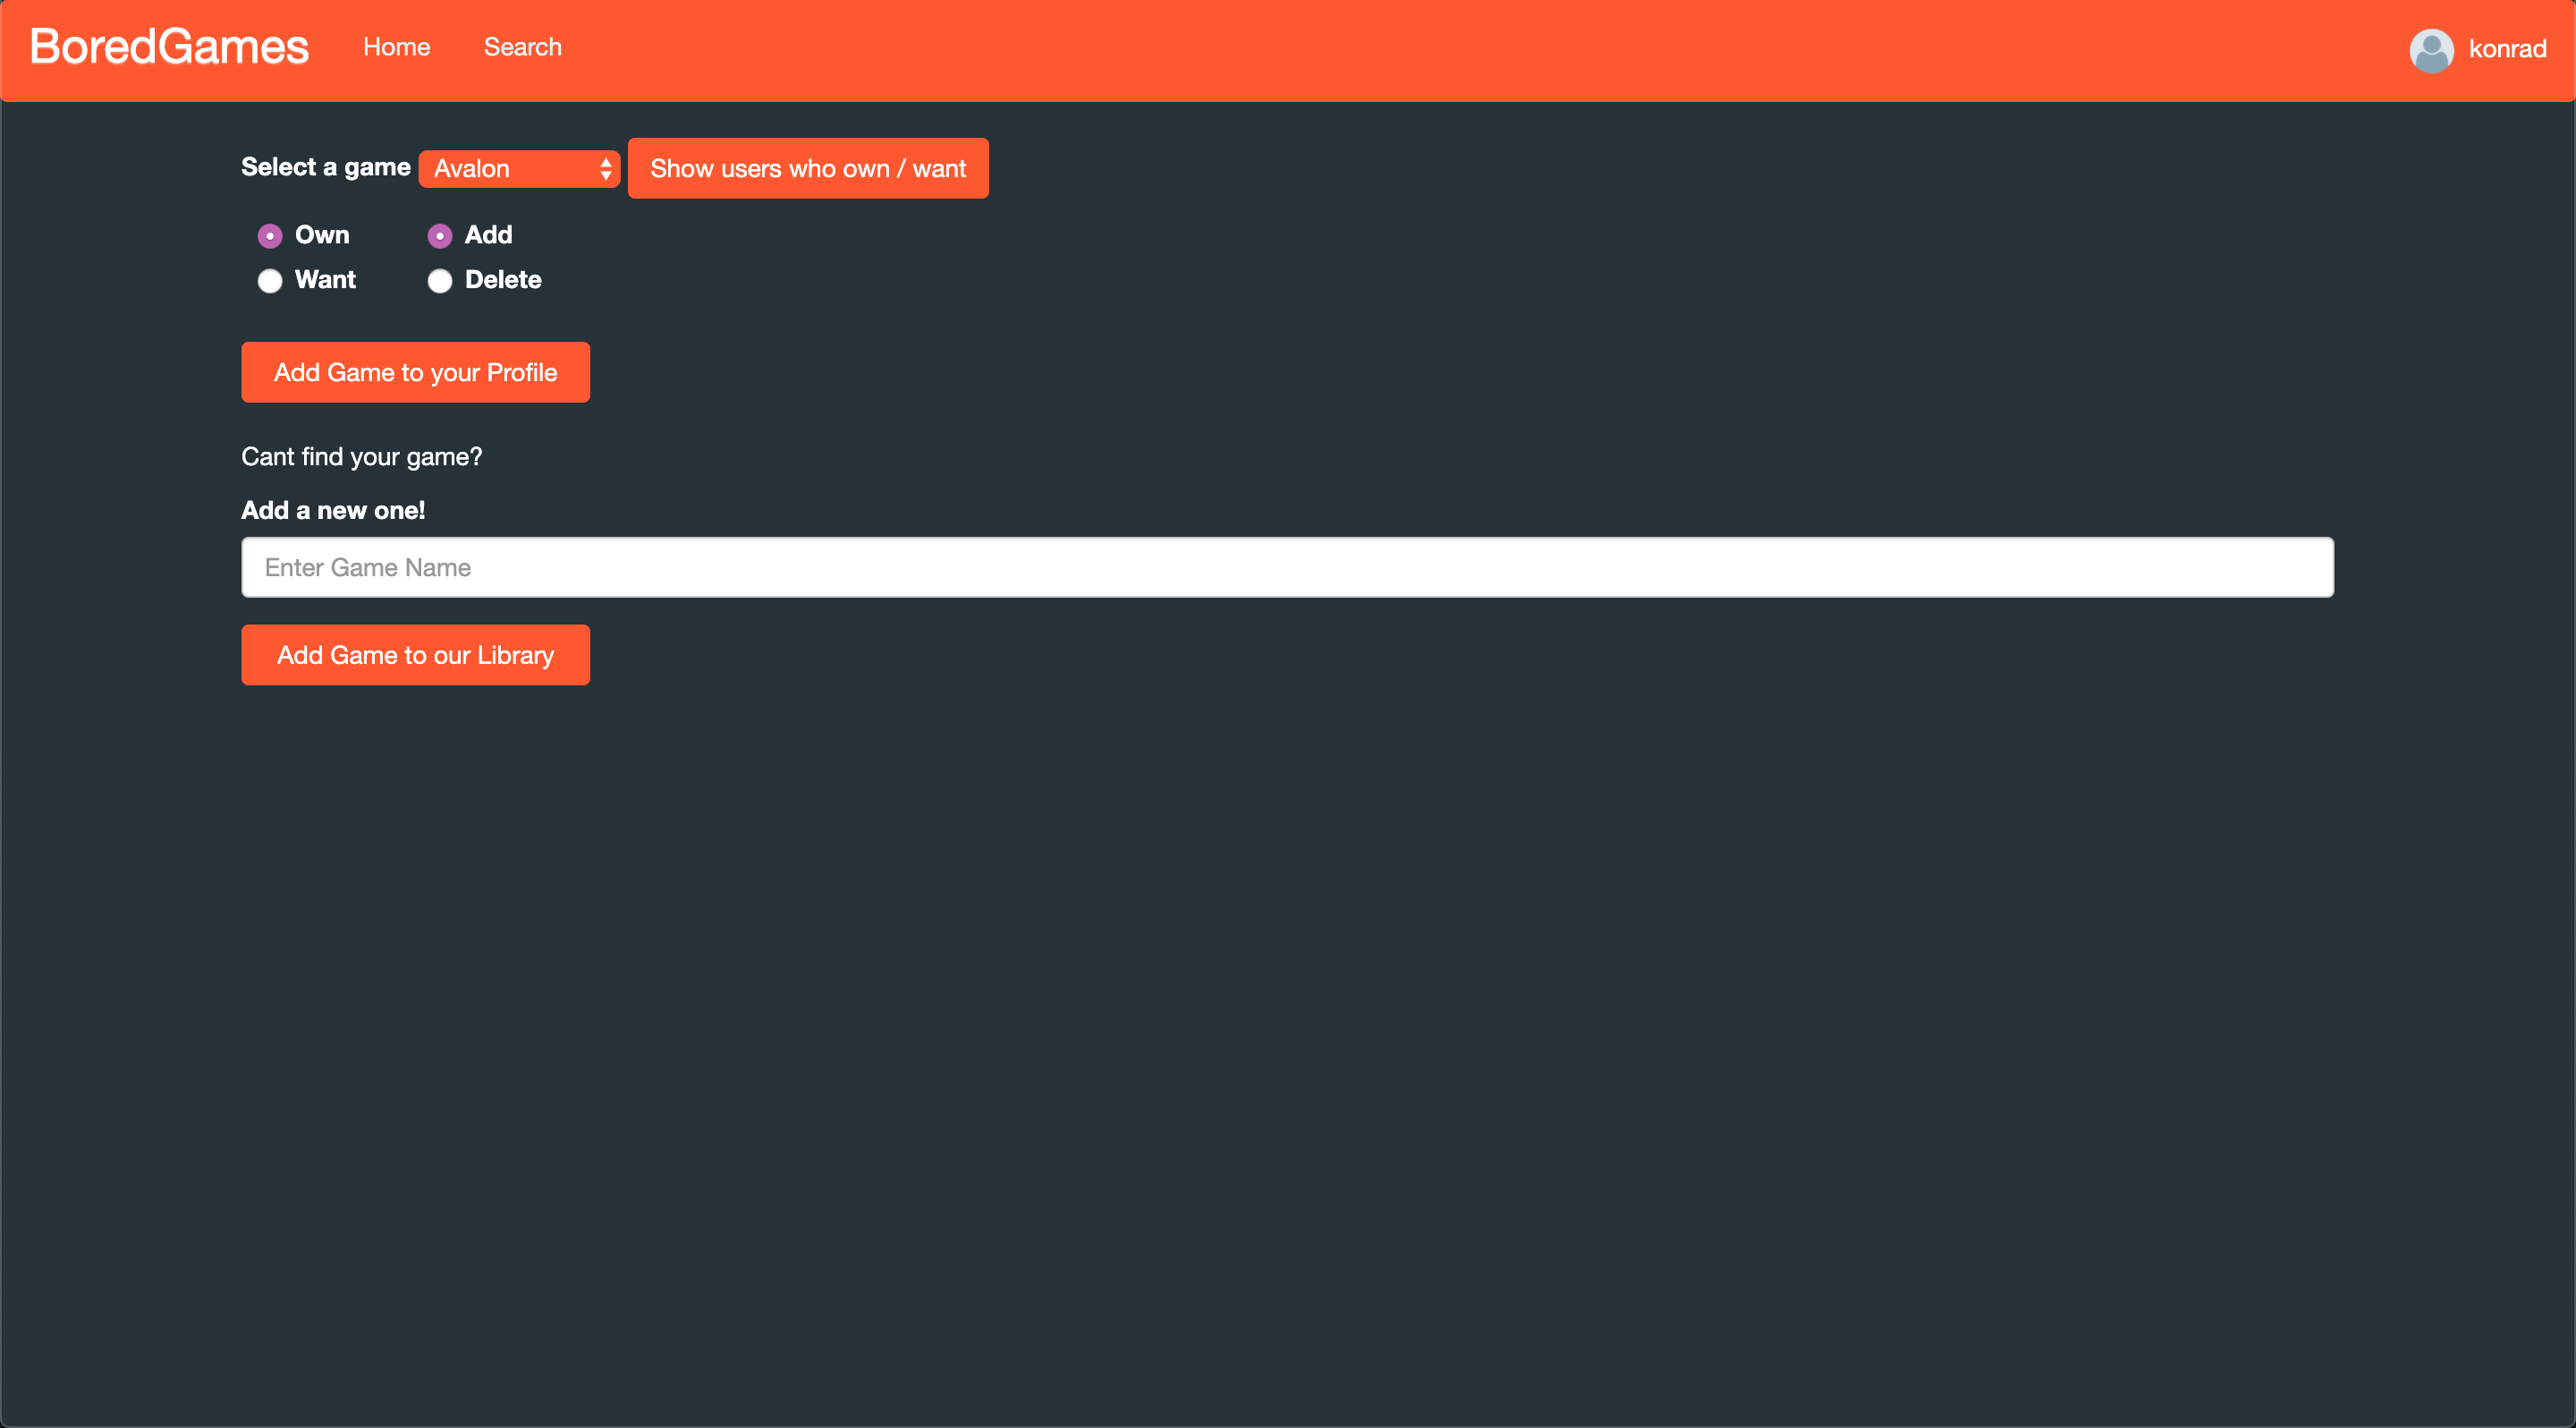 BoredGames Home Search konrad
Select a game Avalon Show users who own / want
Own Add
Want Delete
Add Game to your Profile
Cant find your game?
Add a new one!
Enter Game Name
Add Game to our Library